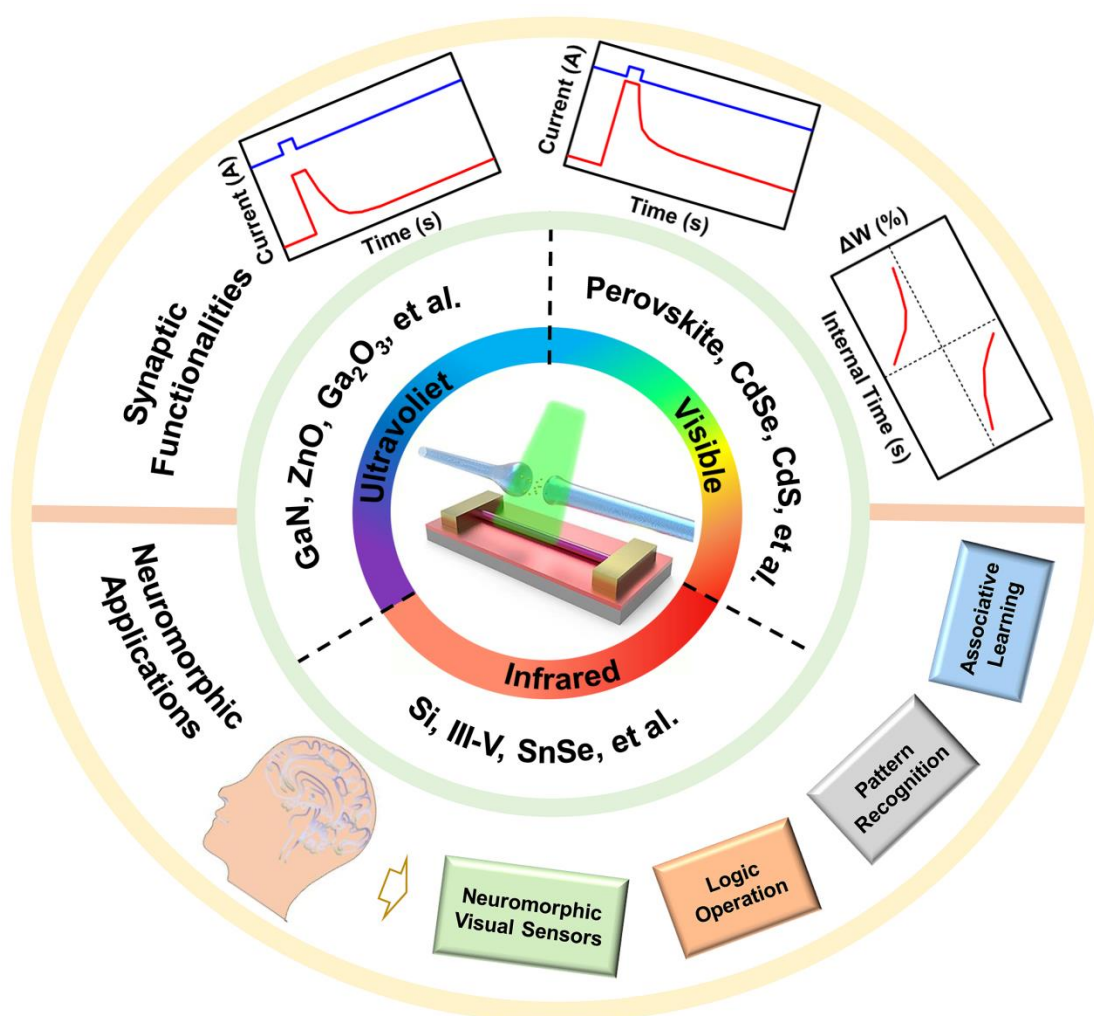 Current (A)
Time (s)
Current (A)
Time (s)
ΔW (%)
Internal Time (s)
Synaptic
Functionalities
GaN, ZnO, Ga₂O₃, et al.
Perovskite, CdSe, CdS, et al.
Ultravoliet
Visible
Infrared
Si, III-V, SnSe, et al.
Neuromorphic
Applications
Neuromorphic
Visual Sensors
Logic
Operation
Pattern
Recognition
Associative
Learning